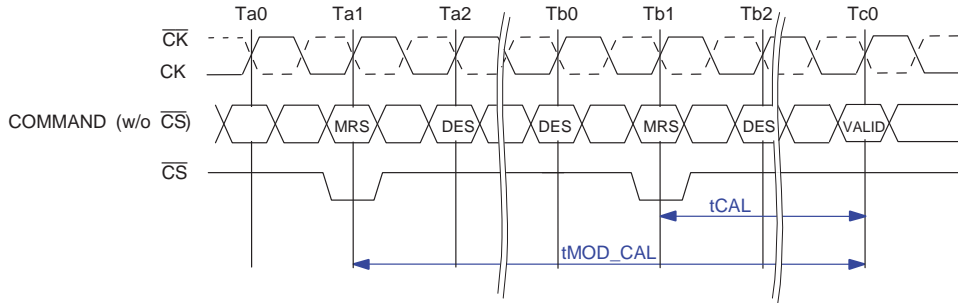 Ta0 Ta1 Ta2 Tb0 Tb1 Tb2 Tc0
CK
CK
COMMAND (w/o CS) MRS DES DES MRS DES VALID
CS
tCAL
tMOD_CAL